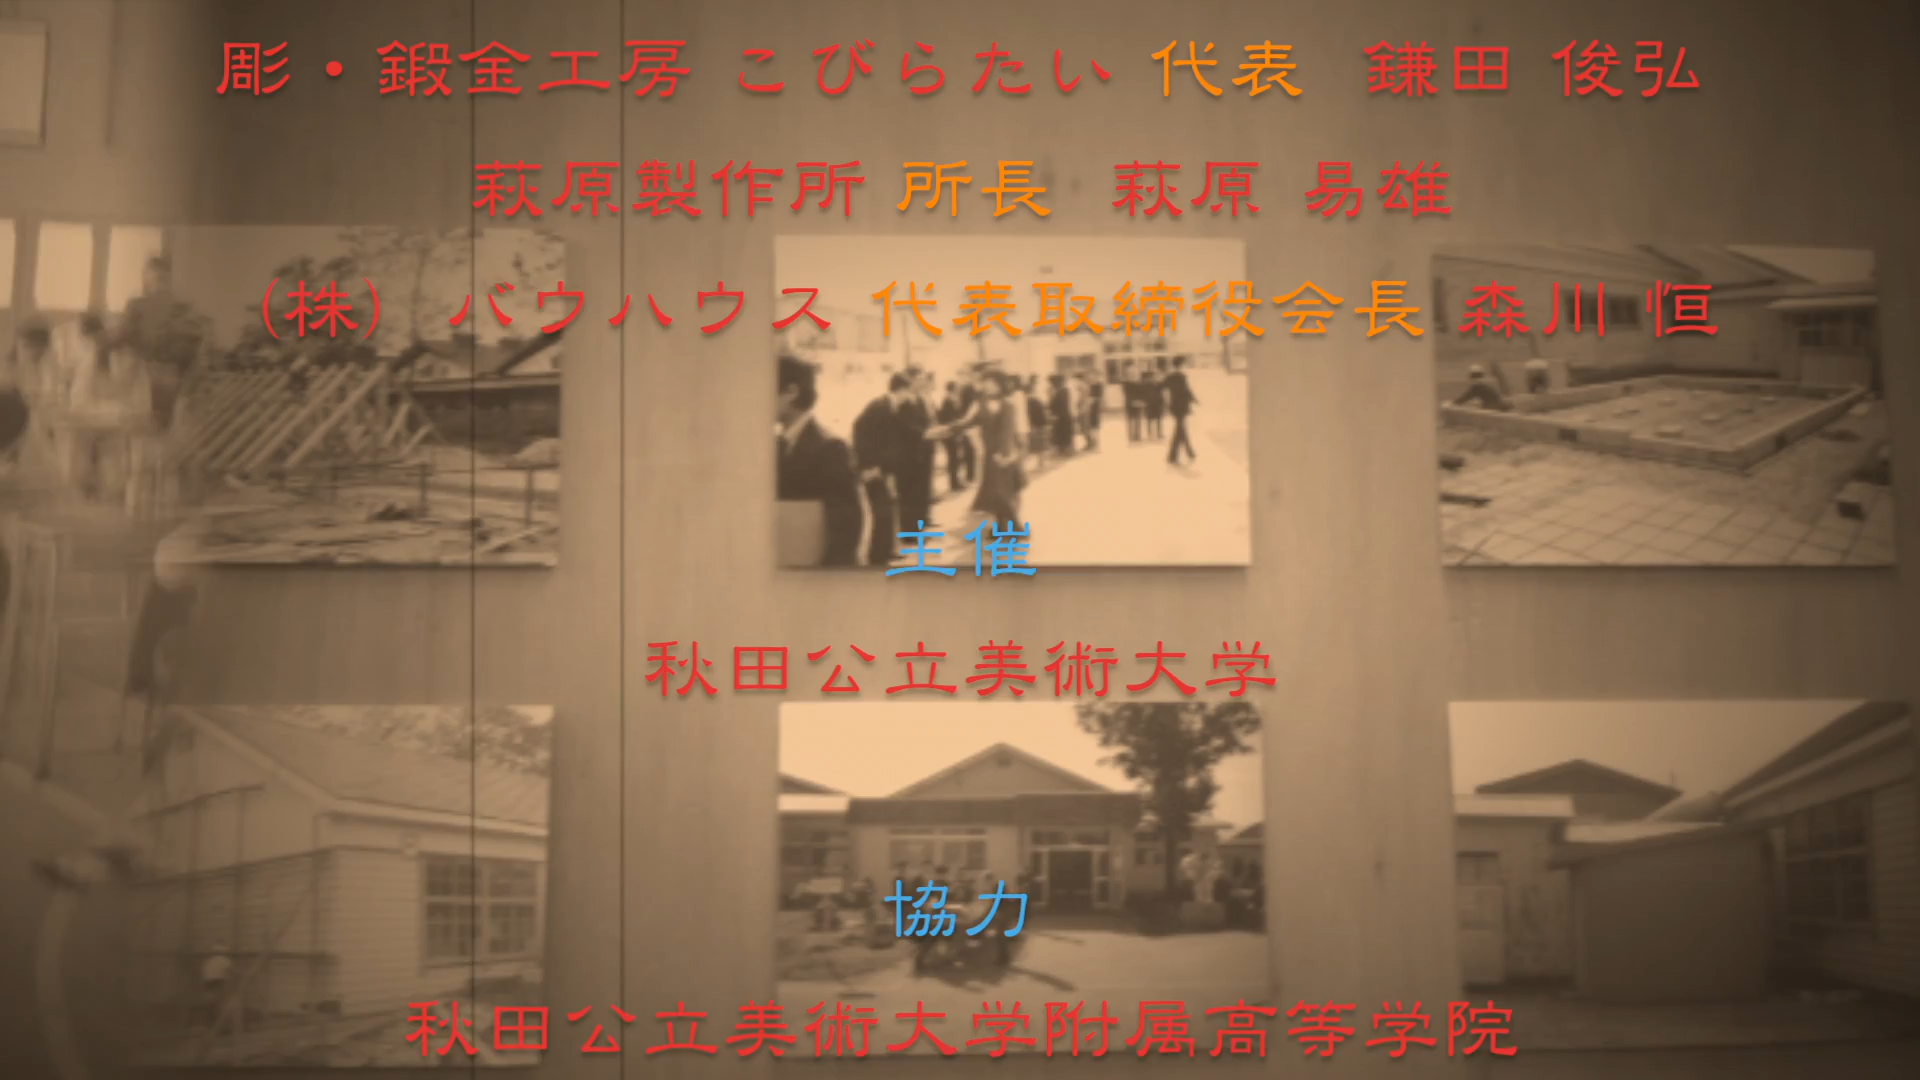 彫・鍛金工房 こびらたい 代表 鎌田 俊弘
萩原製作所 所長 萩原 易雄
(株) バウハウス 代表取締役会長 森川 恒
主催
秋田公立美術大学
協力
秋田公立美術大学附属高等学院